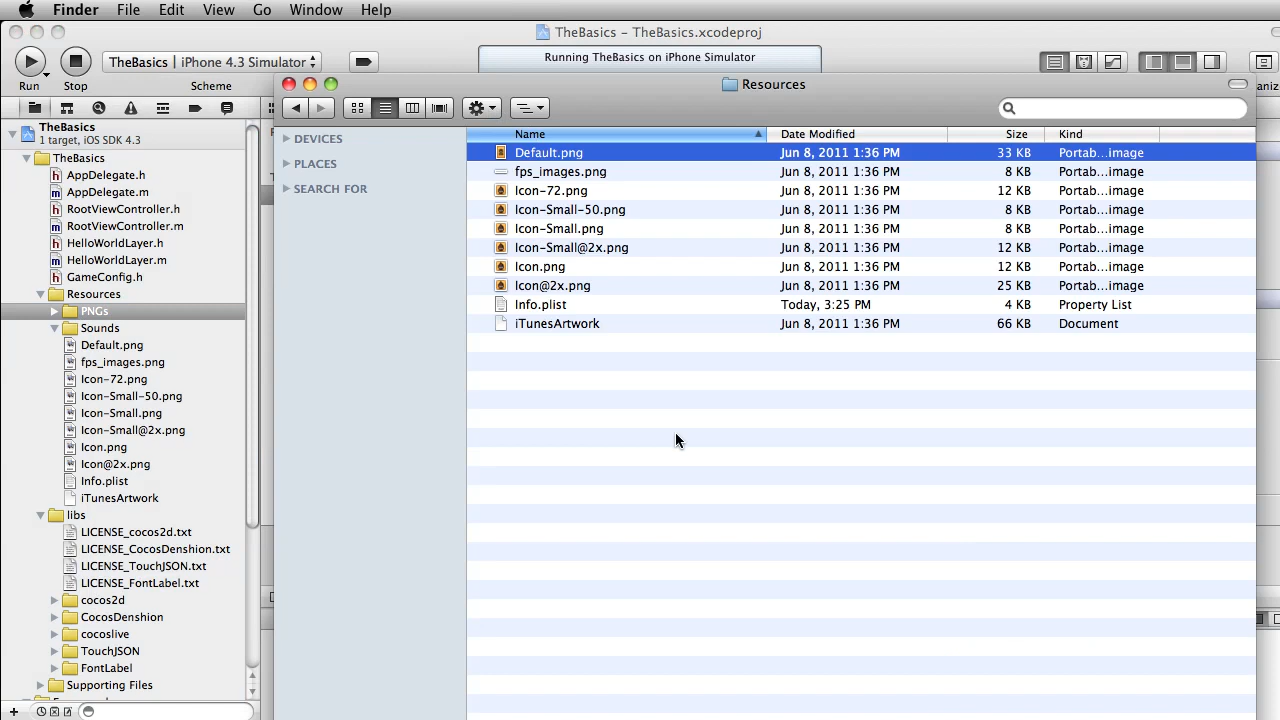 Finder File Edit View Go Window Help
TheBasics - TheBasics.xcodeproj
TheBasics | iPhone 4.3 Simulator
Running TheBasics on iPhone Simulator
Run Stop Scheme
Resources
TheBasics
1 target, iOS SDK 4.3
TheBasics
AppDelegate.h
AppDelegate.m
RootViewController.h
RootViewController.m
HelloWorldLayer.h
HelloWorldLayer.m
GameConfig.h
Resources
PNGs
Sounds
Default.png
fps_images.png
Icon-72.png
Icon-Small-50.png
Icon-Small.png
Icon-Small@2x.png
Icon.png
Icon@2x.png
Info.plist
iTunesArtwork
libs
LICENSE_cocos2d.txt
LICENSE_CocosDenshion.txt
LICENSE_TouchJSON.txt
LICENSE_FontLabel.txt
cocos2d
CocosDenshion
cocoslive
TouchJSON
FontLabel
Supporting Files
DEVICES
PLACES
SEARCH FOR
Name Date Modified Size Kind
Default.png Jun 8, 2011 1:36 PM 33 KB Portab...image
fps_images.png Jun 8, 2011 1:36 PM 8 KB Portab...image
Icon-72.png Jun 8, 2011 1:36 PM 12 KB Portab...image
Icon-Small-50.png Jun 8, 2011 1:36 PM 8 KB Portab...image
Icon-Small.png Jun 8, 2011 1:36 PM 8 KB Portab...image
Icon-Small@2x.png Jun 8, 2011 1:36 PM 12 KB Portab...image
Icon.png Jun 8, 2011 1:36 PM 12 KB Portab...image
Icon@2x.png Jun 8, 2011 1:36 PM 25 KB Portab...image
Info.plist Today, 3:25 PM 4 KB Property List
iTunesArtwork Jun 8, 2011 1:36 PM 66 KB Document